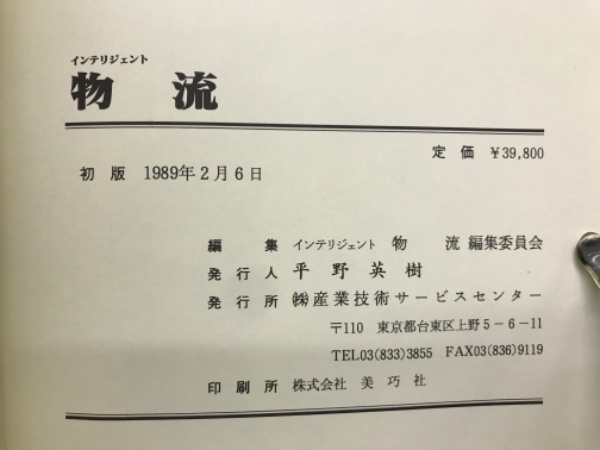 インテリジェント
物 流
定 価 ¥39,800
初 版 1989年2月6日
編 集 インテリジェント 物 流 編集委員会
発行人 平 野 英 樹
発行所 ㈱産業技術サービスセンター
〒110 東京都台東区上野5-6-11
TEL03(833)3855 FAX03(836)9119
印刷所 株式会社 美巧社